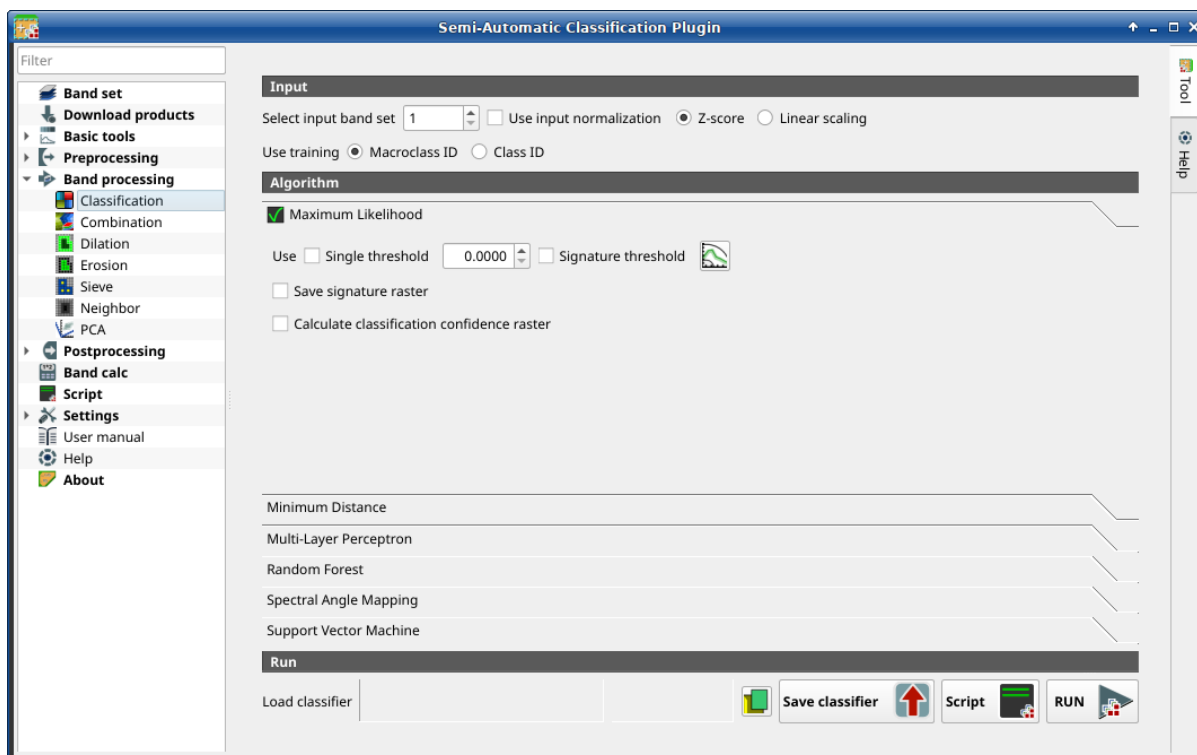 Semi-Automatic Classification Plugin
Filter
Band set
Download products
Basic tools
Preprocessing
Band processing
Classification
Combination
Dilation
Erosion
Sieve
Neighbor
PCA
Postprocessing
Band calc
Script
Settings
User manual
Help
About
Input
Select input band set 1 Use input normalization Z-score Linear scaling
Use training Macroclass ID Class ID
Algorithm
Maximum Likelihood
Use Single threshold 0.0000 Signature threshold
Save signature raster
Calculate classification confidence raster
Minimum Distance
Multi-Layer Perceptron
Random Forest
Spectral Angle Mapping
Support Vector Machine
Run
Load classifier Save classifier Script RUN
Tool
Help